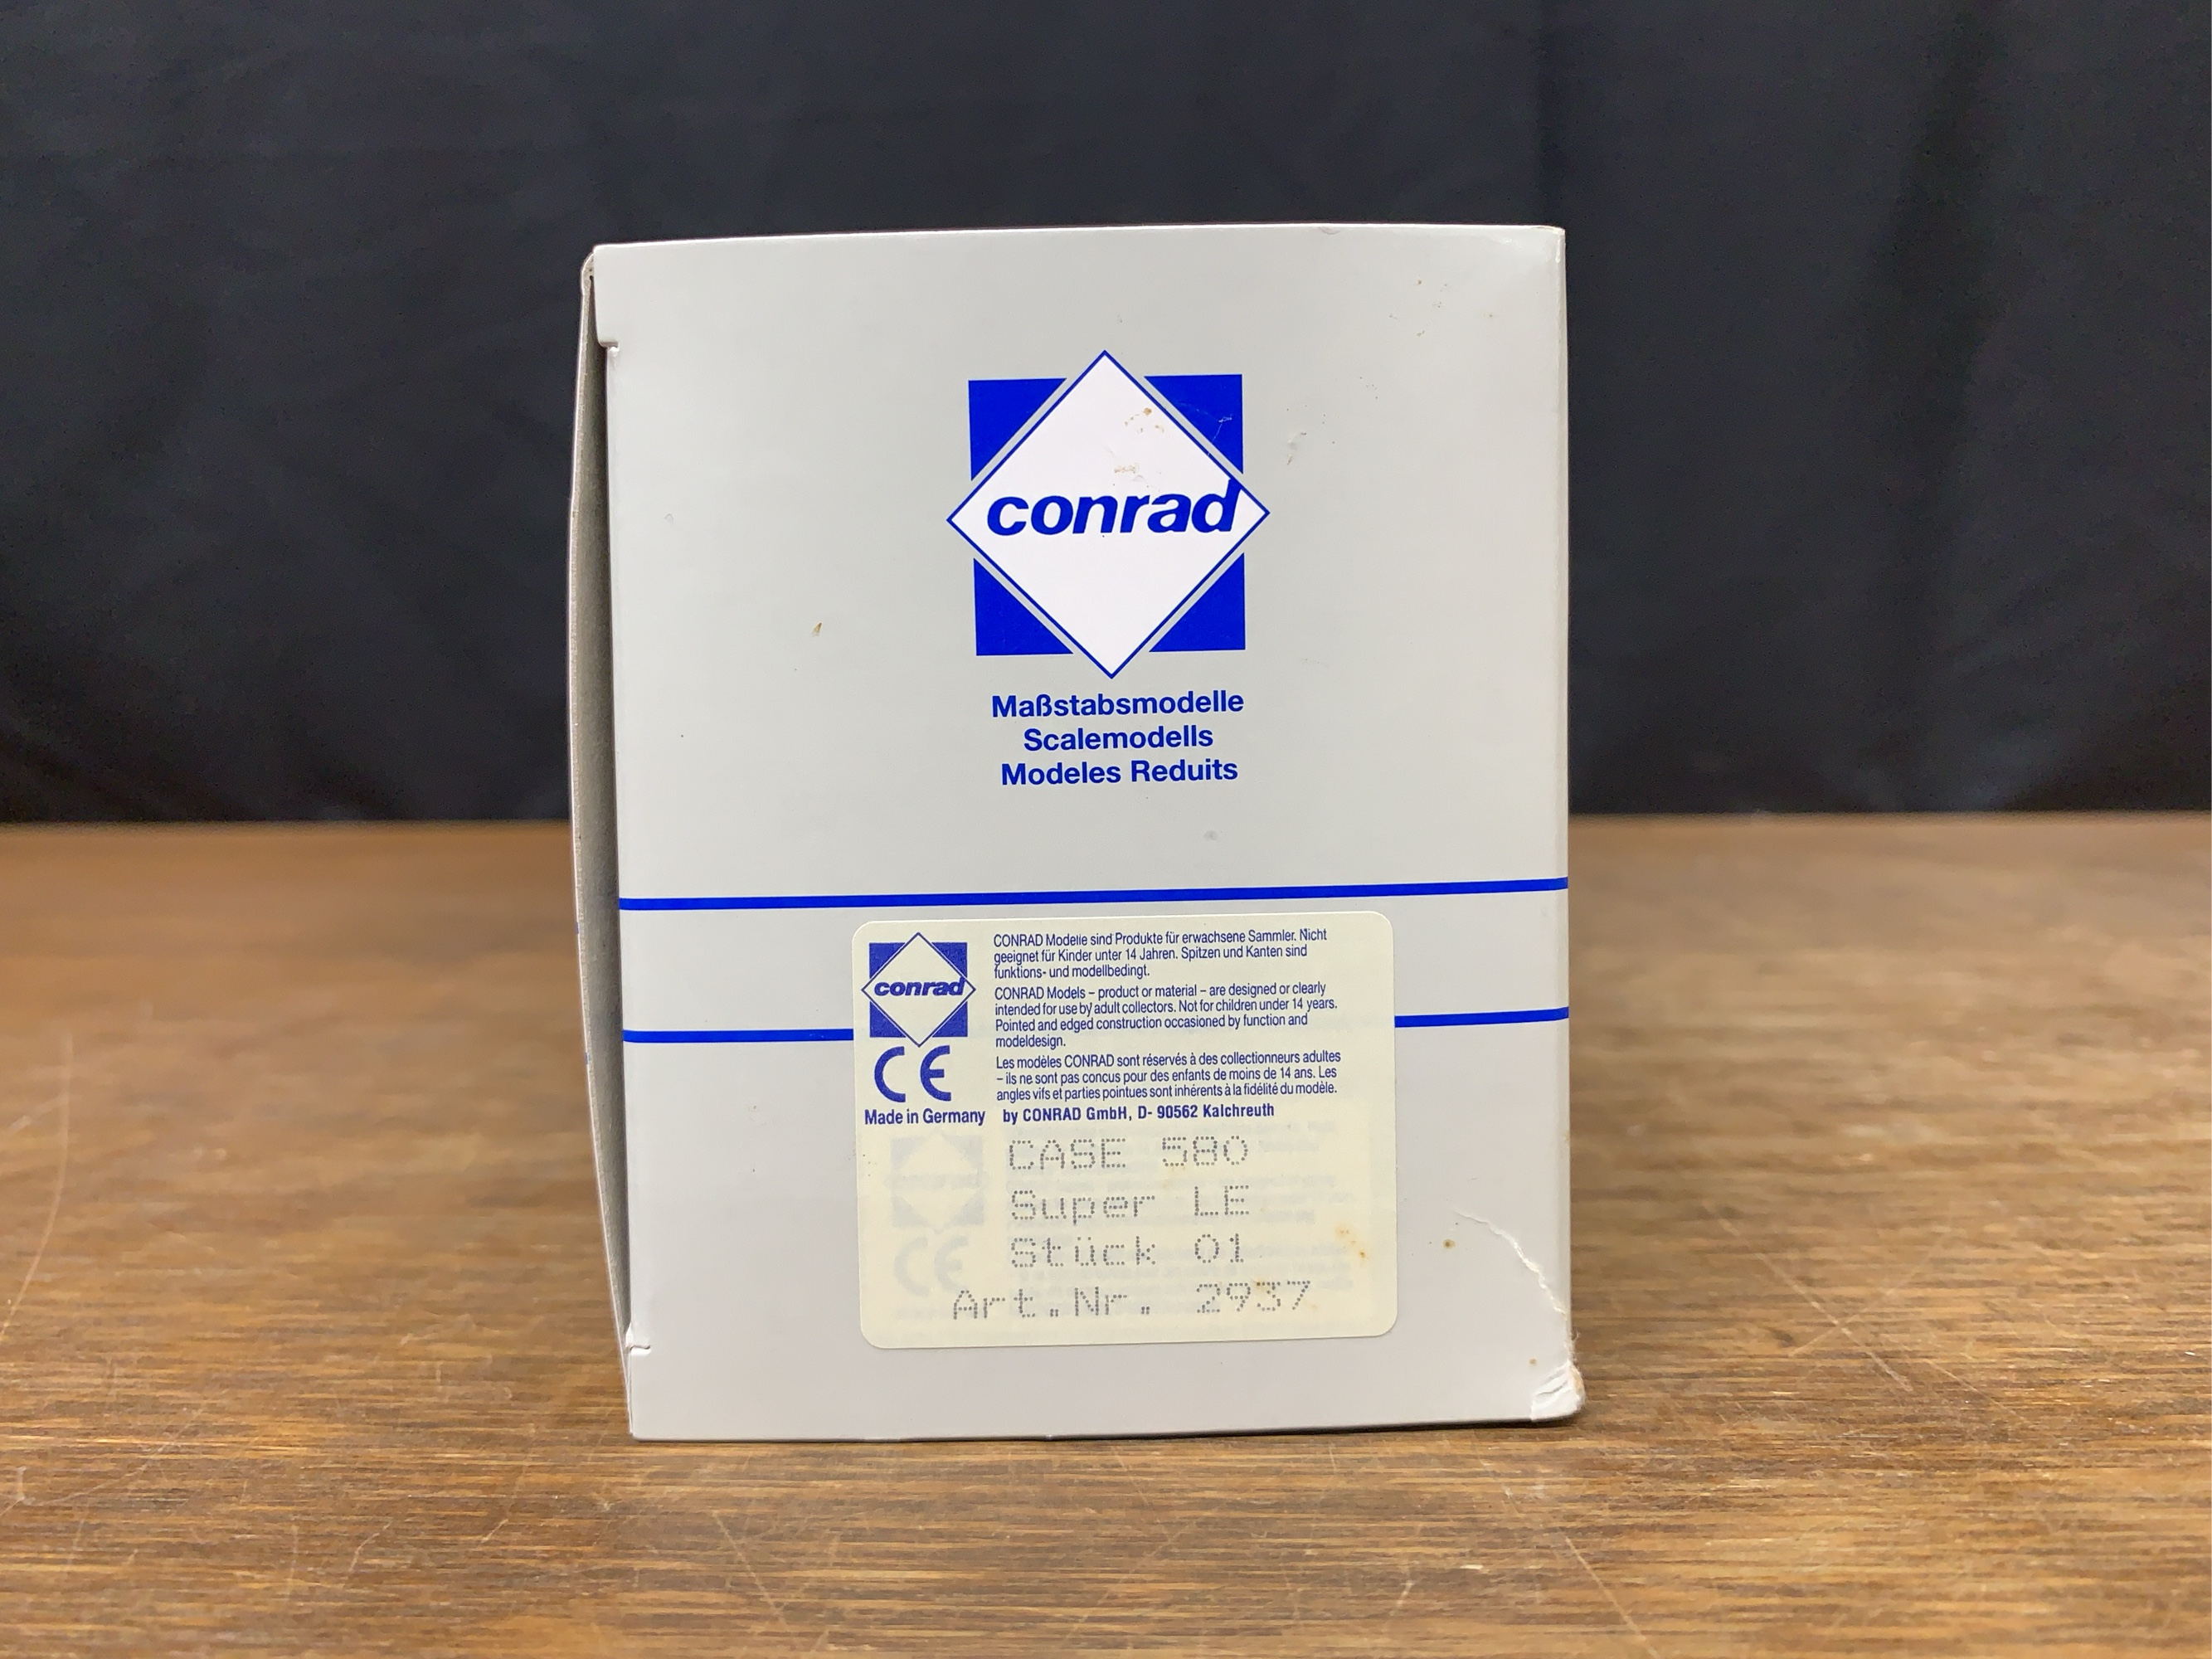 conrad
Maßstabsmodelle
Scalemodells
Modeles Reduits
conrad
CONRAD Modelle sind Produkte für erwachsene Sammler. Nicht
geeignet für Kinder unter 14 Jahren. Spitzen und Kanten sind
funktions- und modellbedingt.
CONRAD Models – product or material – are designed or clearly
intended for use by adult collectors. Not for children under 14 years.
Pointed and edged construction occasioned by function and
modeldesign.
Les modèles CONRAD sont réservés à des collectionneurs adultes
– ils ne sont pas concus pour des enfants de moins de 14 ans. Les
angles vifs et parties pointues sont inhérents à la fidélité du modèle.
CE
Made in Germany by CONRAD GmbH, D- 90562 Kalchreuth
CASE 580
Super LE
Stück 01
Art.Nr. 2937